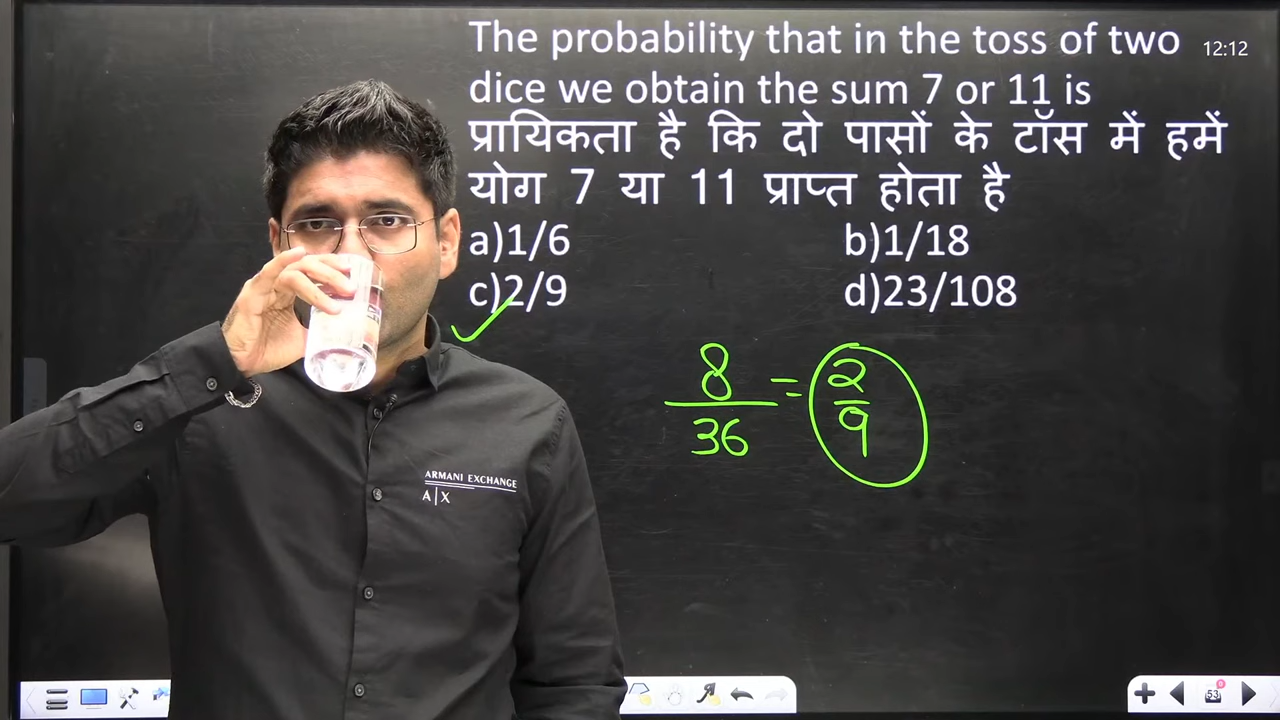 The probability that in the toss of two
12:12
dice we obtain the sum 7 or 11 is
प्रायिकता है कि दो पासों के टॉस में हमें
योग 7 या 11 प्राप्त होता है
a)1/6 b)1/18
c)2/9 d)23/108
8/36 = 2/9
ARMANI EXCHANGE
A|X
53